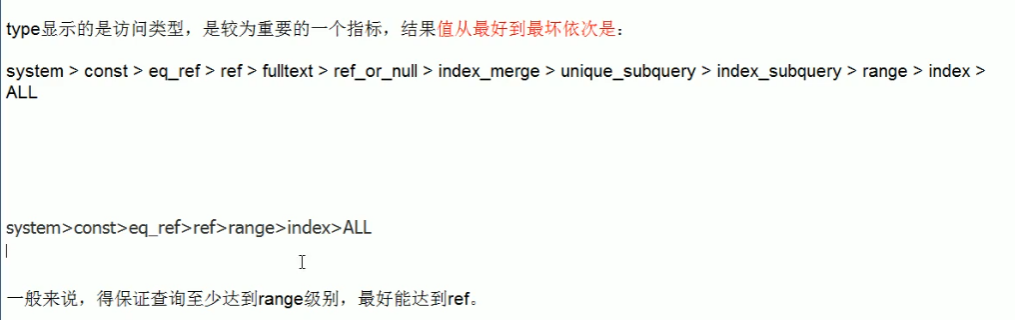 type显示的是访问类型，是较为重要的一个指标，结果值从最好到最坏依次是：
system > const > eq_ref > ref > fulltext > ref_or_null > index_merge > unique_subquery > index_subquery > range > index >
ALL
system>const>eq_ref>ref>range>index>ALL
一般来说，得保证查询至少达到range级别，最好能达到ref。